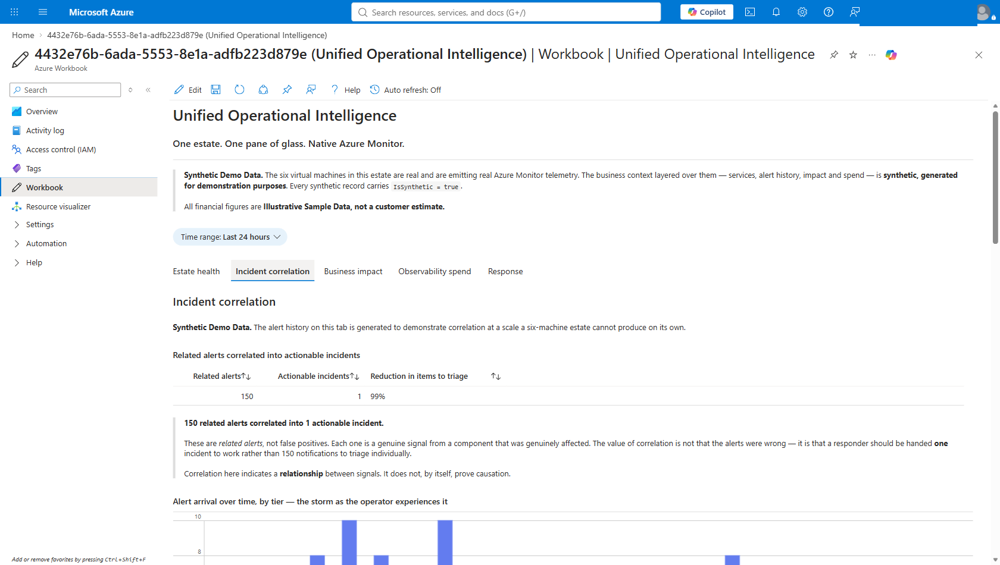 Microsoft Azure
Search resources, services, and docs (G+/)
Copilot
Home > 4432e76b-6ada-5553-8e1a-adfb223d879e (Unified Operational Intelligence)
4432e76b-6ada-5553-8e1a-adfb223d879e (Unified Operational Intelligence) | Workbook | Unified Operational Intelligence
Azure Workbook
Search
Edit
Help
Auto refresh: Off
Overview
Activity log
Access control (IAM)
Tags
Workbook
Resource visualizer
Settings
Automation
Help
Add or remove favorites by pressing Ctrl+Shift+F
Unified Operational Intelligence
One estate. One pane of glass. Native Azure Monitor.
Synthetic Demo Data. The six virtual machines in this estate are real and are emitting real Azure Monitor telemetry. The business context layered over them — services, alert history, impact and spend — is synthetic, generated
for demonstration purposes. Every synthetic record carries IsSynthetic = true.
All financial figures are Illustrative Sample Data, not a customer estimate.
Time range: Last 24 hours
Estate health
Incident correlation
Business impact
Observability spend
Response
Incident correlation
Synthetic Demo Data. The alert history on this tab is generated to demonstrate correlation at a scale a six-machine estate cannot produce on its own.
Related alerts correlated into actionable incidents
Related alerts↑↓ Actionable incidents↑↓ Reduction in items to triage ↑↓
150 1 99%
150 related alerts correlated into 1 actionable incident.
These are related alerts, not false positives. Each one is a genuine signal from a component that was genuinely affected. The value of correlation is not that the alerts were wrong — it is that a responder should be handed one
incident to work rather than 150 notifications to triage individually.
Correlation here indicates a relationship between signals. It does not, by itself, prove causation.
Alert arrival over time, by tier — the storm as the operator experiences it
10
8